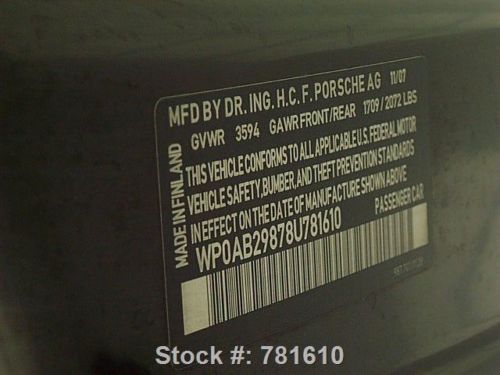 MFD BY DR. ING. H.C. F. PORSCHE AG 11/07
GVWR 3594 GAWR FRONT/REAR 1709 / 2072 LBS
MADE IN FINLAND
THIS VEHICLE CONFORMS TO ALL APPLICABLE U.S. FEDERAL MOTOR
VEHICLE SAFETY, BUMBER, AND THEFT PREVENTION STANDARDS
IN EFFECT ON THE DATE OF MANUFACTURE SHOWN ABOVE
WP0AB29878U781610 PASSENGER CAR
Stock #: 781610